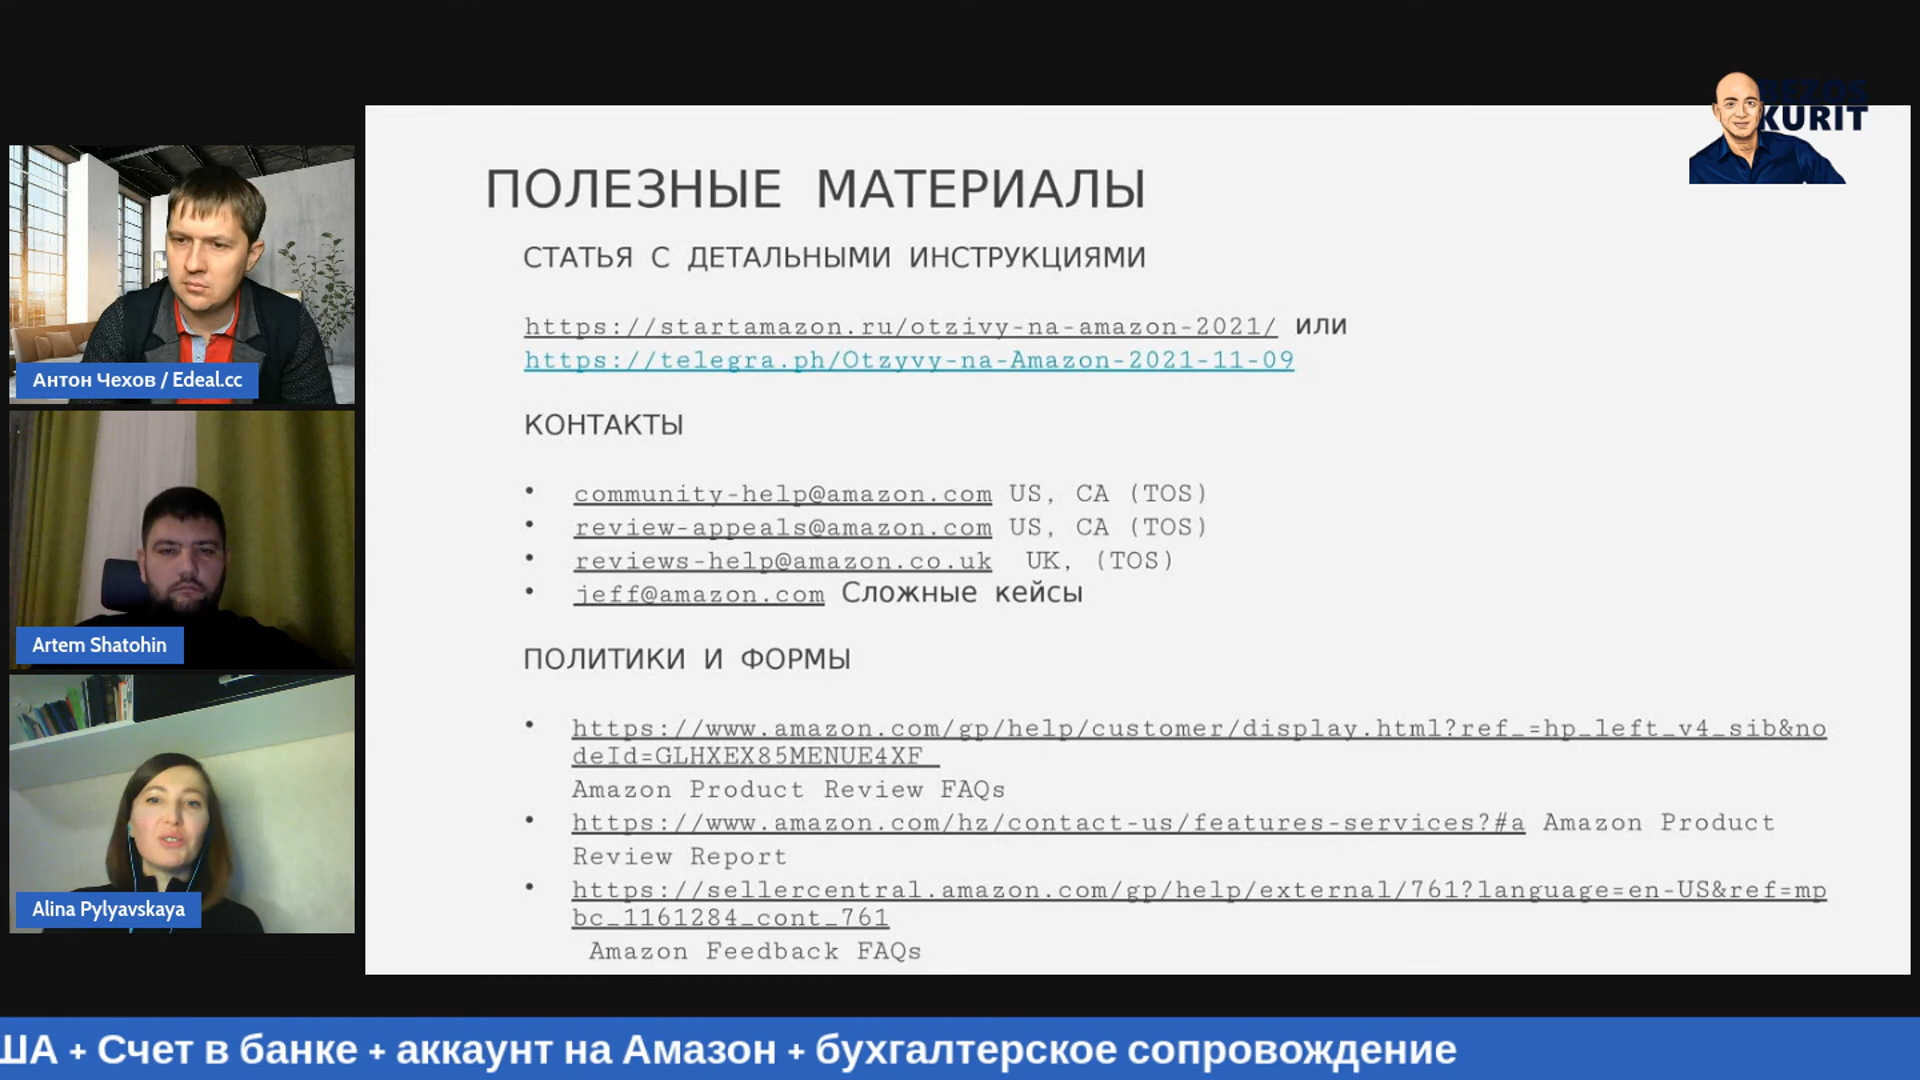 BEZOS
KURIT
ПОЛЕЗНЫЕ МАТЕРИАЛЫ
СТАТЬЯ С ДЕТАЛЬНЫМИ ИНСТРУКЦИЯМИ
https://startamazon.ru/otzivy-na-amazon-2021/ или
https://telegra.ph/Otzyvy-na-Amazon-2021-11-09
КОНТАКТЫ
• community-help@amazon.com US, CA (TOS)
• review-appeals@amazon.com US, CA (TOS)
• reviews-help@amazon.co.uk UK, (TOS)
• jeff@amazon.com Сложные кейсы
ПОЛИТИКИ И ФОРМЫ
• https://www.amazon.com/gp/help/customer/display.html?ref_=hp_left_v4_sib&no
deId=GLHXEX85MENUE4XF
Amazon Product Review FAQs
• https://www.amazon.com/hz/contact-us/features-services?#a Amazon Product
Review Report
• https://sellercentral.amazon.com/gp/help/external/761?language=en-US&ref=mp
bc_1161284_cont_761
Amazon Feedback FAQs
Антон Чехов / Edeal.cc
Artem Shatohin
Alina Pylyavskaya
ША + Счет в банке + аккаунт на Амазон + бухгалтерское сопровождение